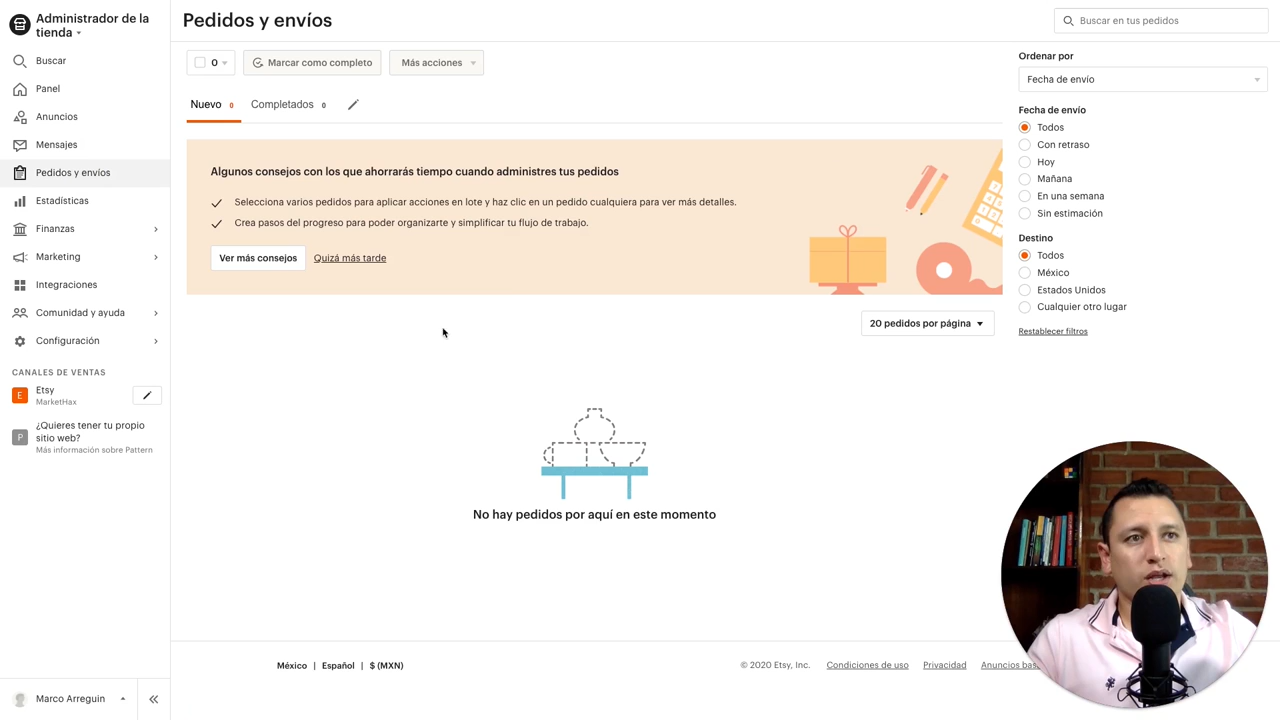 Administrador de la
tienda
Buscar
Panel
Anuncios
Mensajes
Pedidos y envíos
Estadísticas
Finanzas
Marketing
Integraciones
Comunidad y ayuda
Configuración
CANALES DE VENTAS
E
Etsy
MarketHax
P
¿Quieres tener tu propio
sitio web?
Más información sobre Pattern
Marco Arreguin
Pedidos y envíos
Buscar en tus pedidos
0
Marcar como completo
Más acciones
Nuevo 0
Completados 0
Algunos consejos con los que ahorrarás tiempo cuando administres tus pedidos
Selecciona varios pedidos para aplicar acciones en lote y haz clic en un pedido cualquiera para ver más detalles.
Crea pasos del progreso para poder organizarte y simplificar tu flujo de trabajo.
Ver más consejos
Quizá más tarde
20 pedidos por página
No hay pedidos por aquí en este momento
Ordenar por
Fecha de envío
Fecha de envío
Todos
Con retraso
Hoy
Mañana
En una semana
Sin estimación
Destino
Todos
México
Estados Unidos
Cualquier otro lugar
Restablecer filtros
México | Español | $ (MXN)
© 2020 Etsy, Inc. Condiciones de uso Privacidad Anuncios